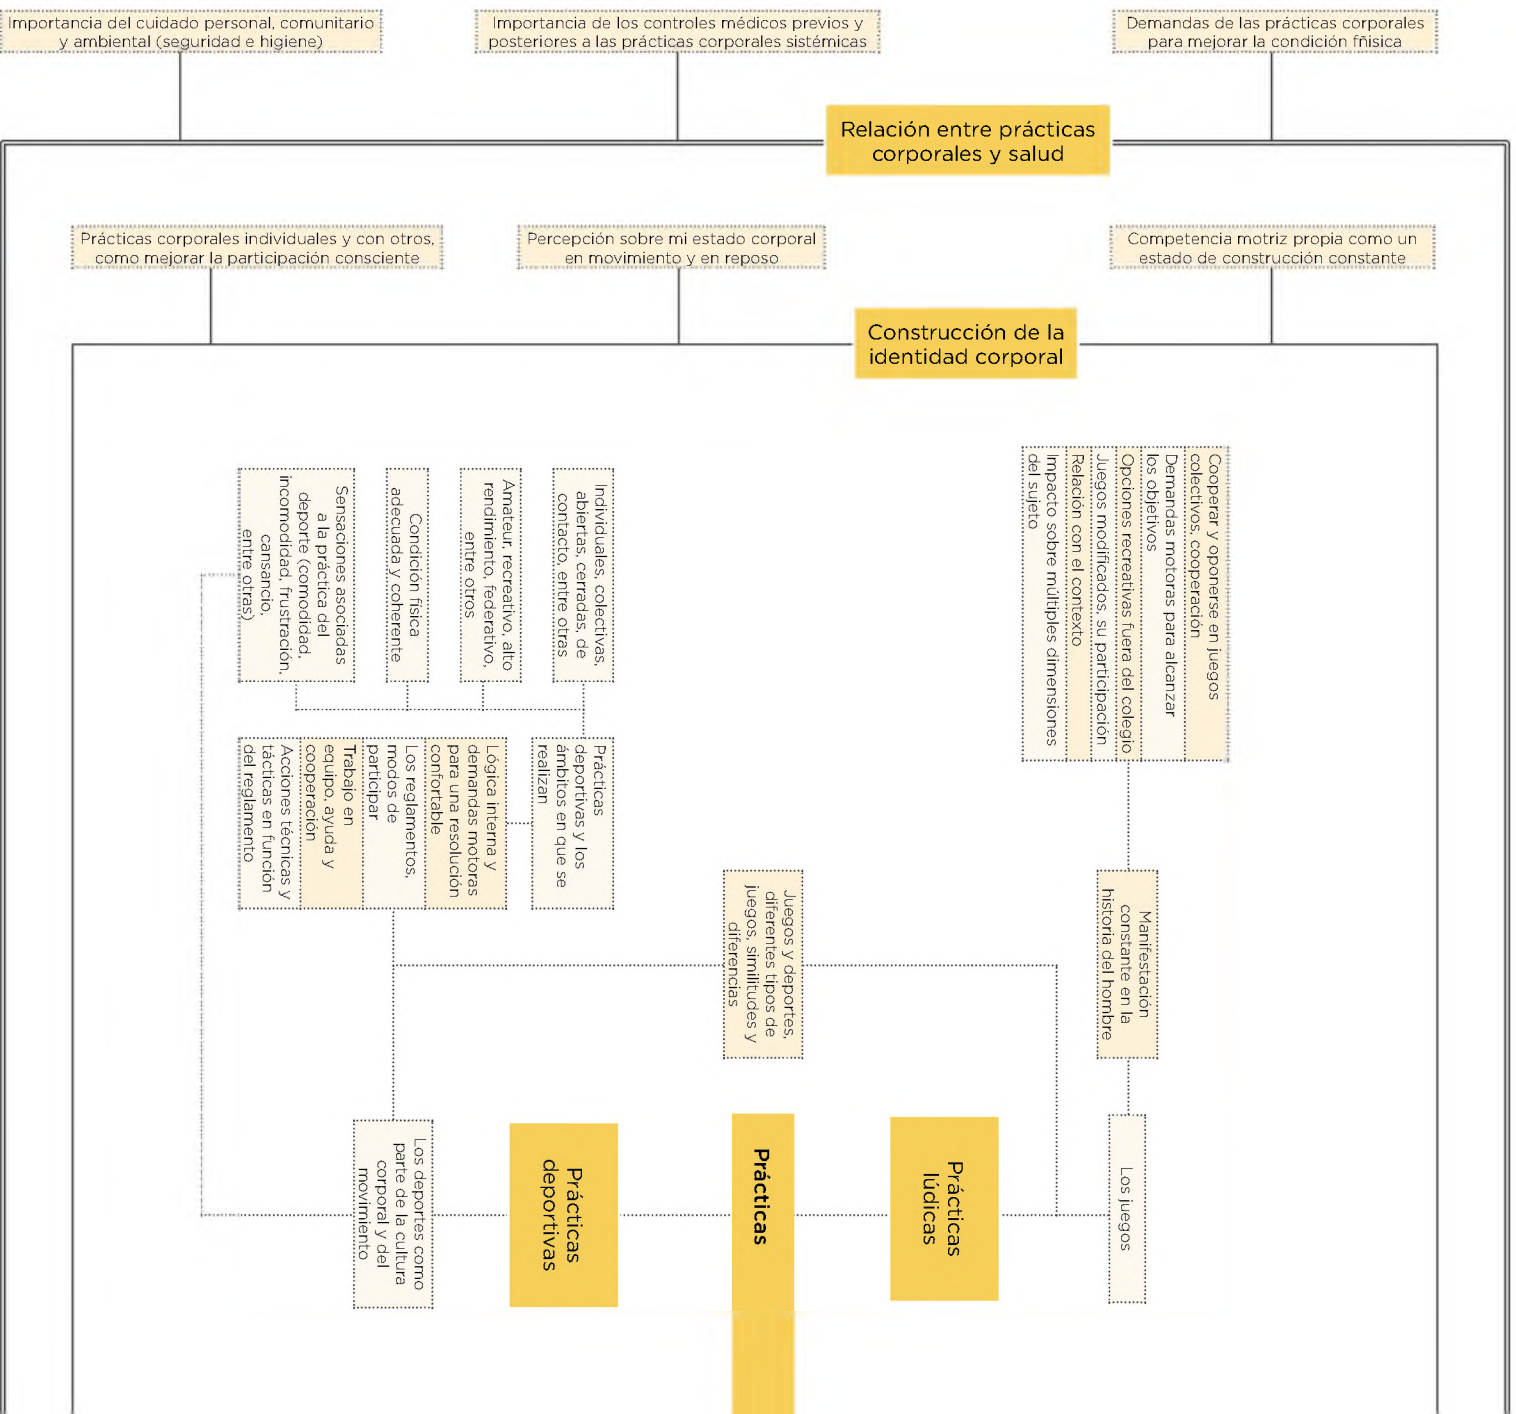 Importancia del cuidado personal, comunitario
y ambiental (seguridad e higiene)
Importancia de los controles médicos previos y
posteriores a las prácticas corporales sistémicas
Demandas de las prácticas corporales
para mejorar la condición fñisica
Relación entre prácticas
corporales y salud
Prácticas corporales individuales y con otros,
como mejorar la participación consciente
Percepción sobre mi estado corporal
en movimiento y en reposo
Competencia motriz propia como un
estado de construcción constante
Construcción de la
identidad corporal
Cooperar y oponerse en juegos
colectivos, cooperación
Demandas motoras para alcanzar
los objetivos
Opciones recreativas fuera del colegio
Juegos modificados, su participación
Relación con el contexto
Impacto sobre múltiples dimensiones
del sujeto
Individuales, colectivas,
abiertas, cerradas, de
contacto, entre otras
Amateur, recreativo, alto
rendimiento, federativo,
entre otros
Condición física
adecuada y coherente
Sensaciones asociadas
a la práctica del
deporte (comodidad,
incomodidad, frustración,
cansancio,
entre otras)
Prácticas
deportivas y los
ámbitos en que se
realizan
Lógica interna y
demandas motoras
para una resolución
confortable
Los reglamentos,
modos de
participar
Trabajo en
equipo, ayuda y
cooperación
Acciones técnicas y
tácticas en función
del reglamento
Manifestación
constante en la
historia del hombre
Juegos y deportes,
diferentes tipos de
juegos, similitudes y
diferencias
Los juegos
Prácticas
lúdicas
Prácticas
Prácticas
deportivas
Los deportes como
parte de la cultura
corporal y del
movimiento